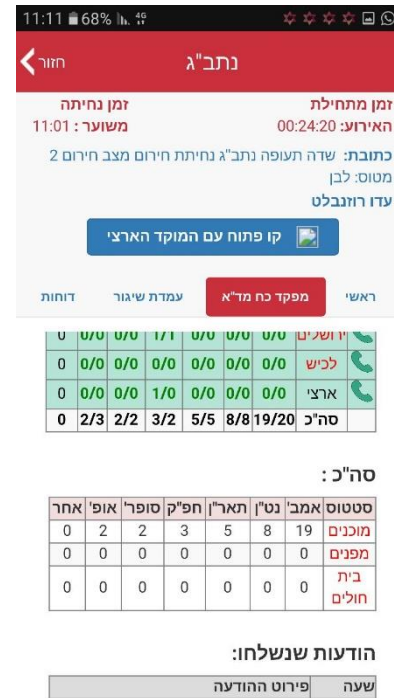 11:11 68% 4G
חזור
נתב"ג
זמן מתחילת האירוע: 00:24:20
זמן נחיתה משוער : 11:01
כתובת: שדה תעופה נתב"ג נחיתת חירום מצב חירום 2
מטוס: לבן
עדו רוזנבלט
קו פתוח עם המוקד הארצי
ראשי מפקד כח מד"א עמדת שיגור דוחות
ירושלים 0/0 0/0 0/0 1/1 0/0 0/0 0
לכיש 0/0 0/0 0/0 0/0 0/0 0/0 0
ארצי 0/0 0/0 0/0 1/0 0/0 0/0 0
סה"כ 19/20 8/8 5/5 3/2 2/2 2/3 0
סה"כ :
סטטוס אמב' נט"ן תאר"ן חפ"ק סופר' אופ' אחר
מוכנים 19 8 5 3 2 2 0
מפנים 0 0 0 0 0 0 0
בית חולים 0 0 0 0 0 0 0
הודעות שנשלחו:
שעה פירוט ההודעה